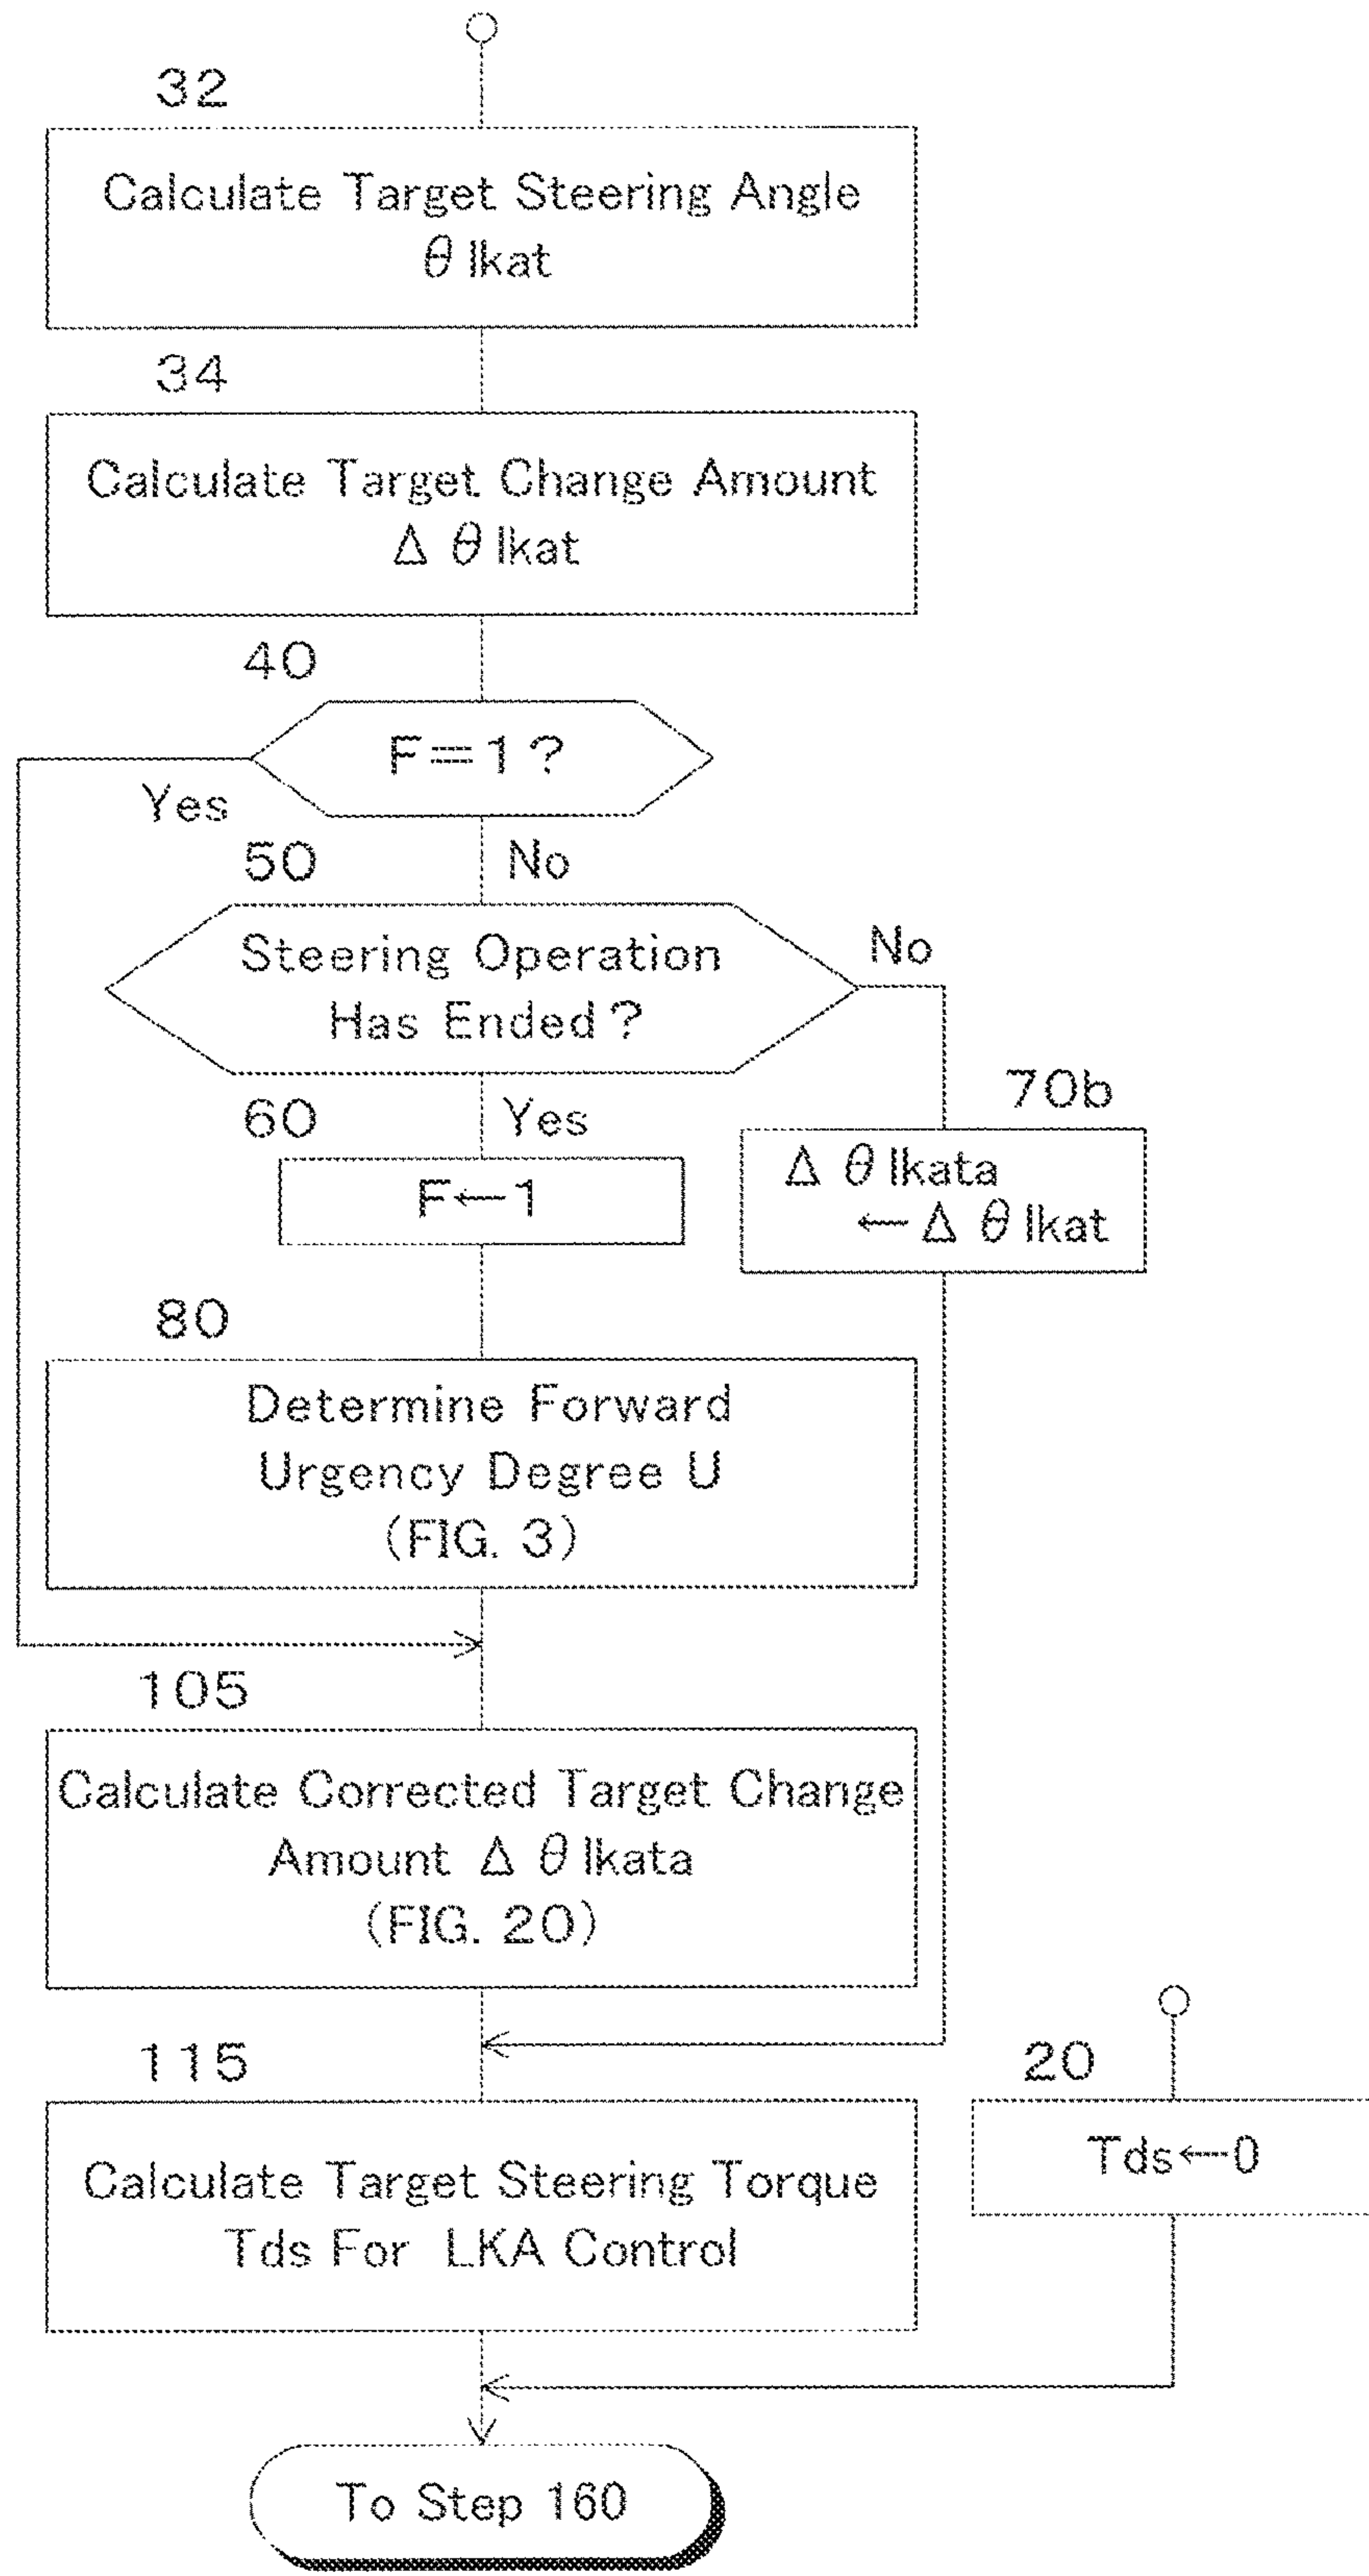 32
Calculate Target Steering Angle
θ lkat
34
Calculate Target Change Amount
Δ θ lkat
40
F=1?
Yes
50
No
Steering Operation
Has Ended?
No
60
Yes
70b
F←1
Δ θ lkata
←Δ θ lkat
80
Determine Forward
Urgency Degree U
(FIG. 3)
105
Calculate Corrected Target Change
Amount Δ θ lkata
(FIG. 20)
115
20
Calculate Target Steering Torque
Tds For LKA Control
Tds←0
To Step 160